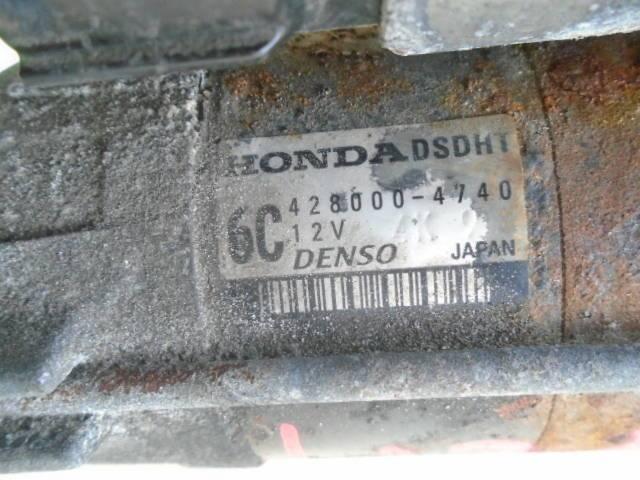 HONDA DSDHT
6C 428000-4740
12V
DENSO JAPAN